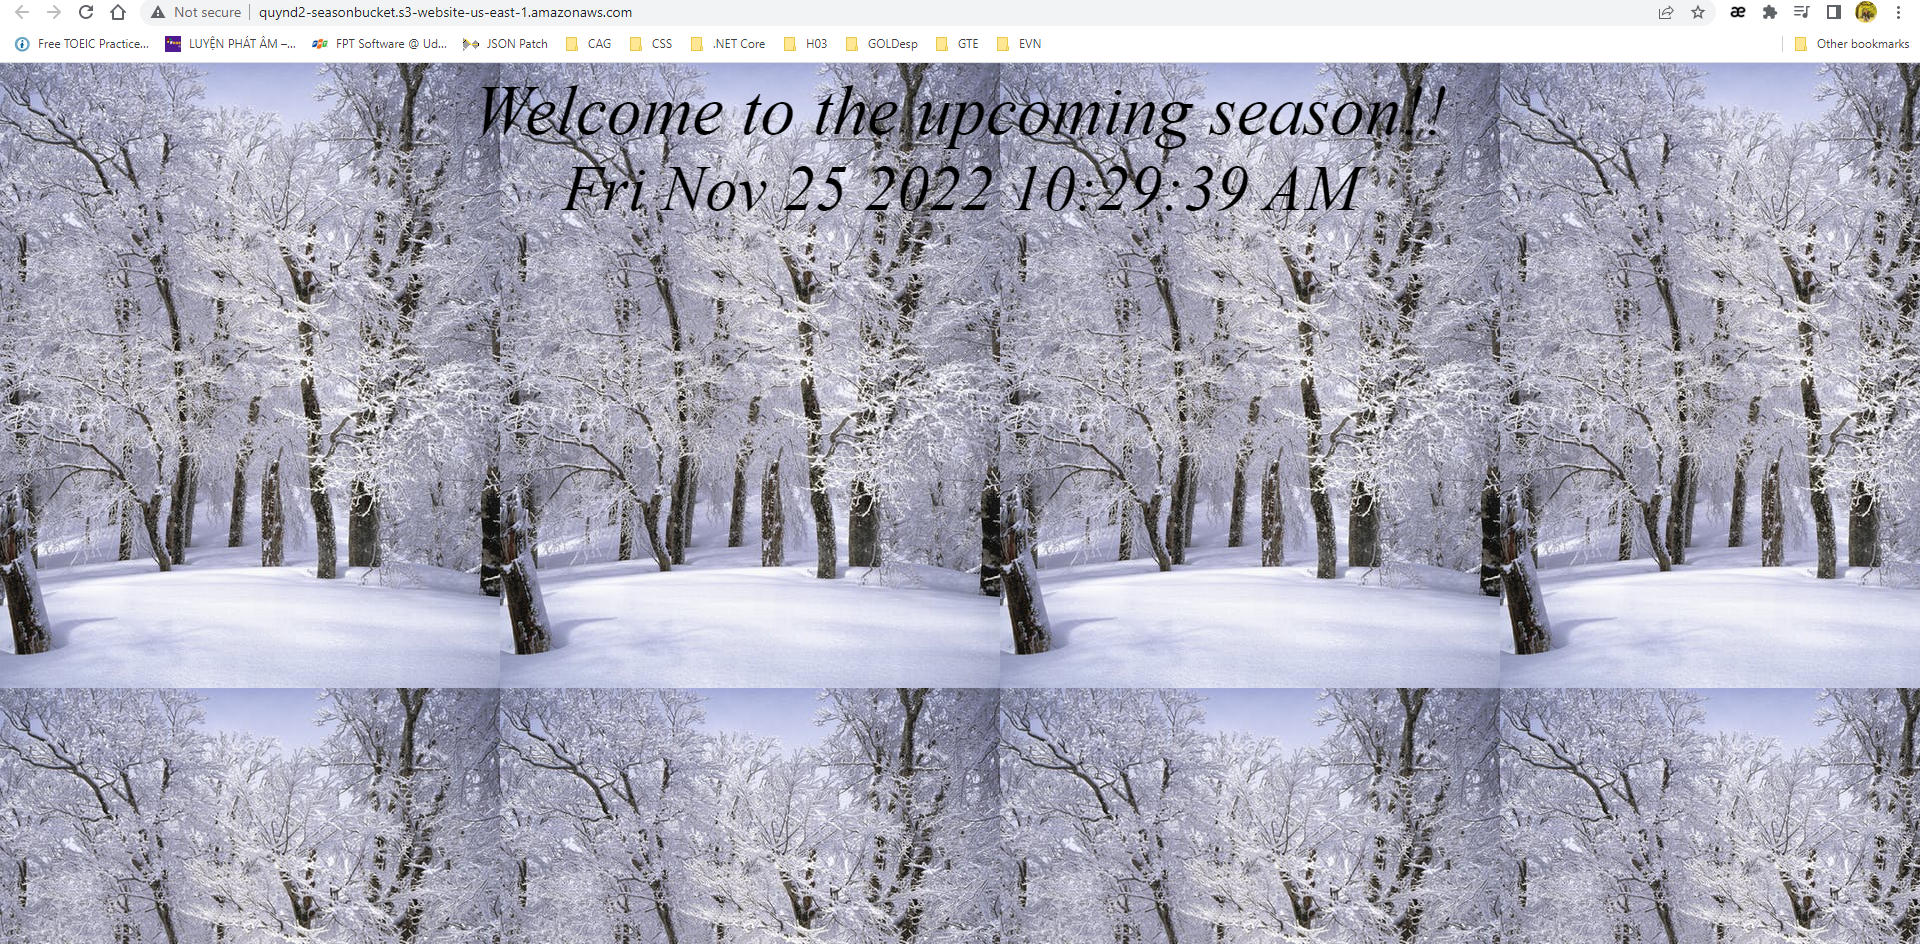 Not secure quynd2-seasonbucket.s3-website-us-east-1.amazonaws.com æ
Free TOEIC Practice... LUYỆN PHÁT ÂM –... FPT Software @ Ud... JSON Patch CAG CSS .NET Core H03 GOLDesp GTE EVN Other bookmarks
Welcome to the upcoming season!!
Fri Nov 25 2022 10:29:39 AM